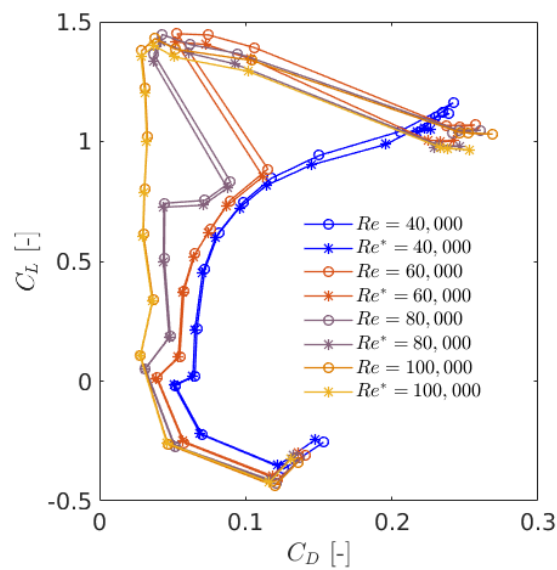 1.5
1
0.5
0
-0.5
C_L [-]
Re = 40,000
Re* = 40,000
Re = 60,000
Re* = 60,000
Re = 80,000
Re* = 80,000
Re = 100,000
Re* = 100,000
0 0.1 0.2 0.3
C_D [-]